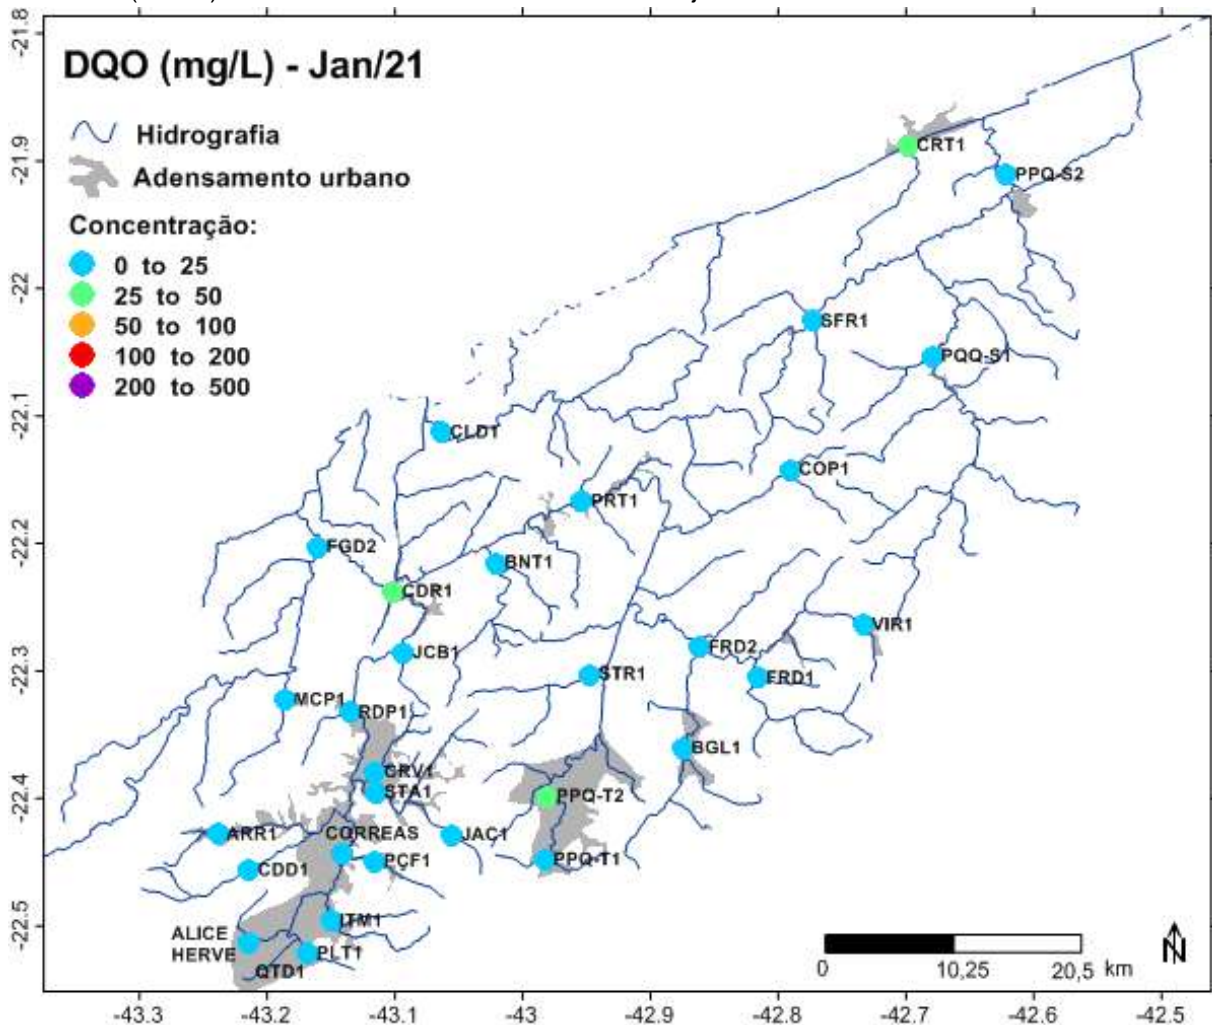 DQO (mg/L) - Jan/21
Hidrografia
Adensamento urbano
Concentração:
0 to 25
25 to 50
50 to 100
100 to 200
200 to 500
CRT1
PPQ-S2
SFR1
PQQ-S1
CLD1
COP1
PRT1
FGD2
BNT1
CDR1
VIR1
JCB1
FRD2
STR1
FRD1
MCP1
RDP1
BGL1
CRV1
STA1
PPQ-T2
ARR1
CORREAS
JAC1
CDD1
PÇF1
PPQ-T1
ITM1
ALICE
HERVE
PLT1
QTD1
N
0 10,25 20,5 km
-21.8
-21.9
-22
-22.1
-22.2
-22.3
-22.4
-22.5
-43.3 -43.2 -43.1 -43 -42.9 -42.8 -42.7 -42.6 -42.5